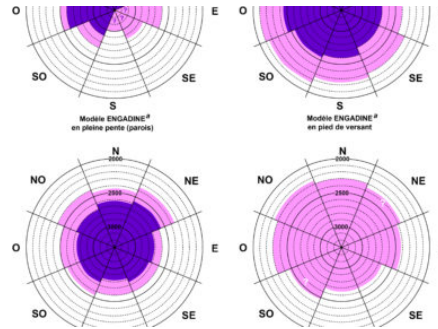 O E O E
SO SE SO SE
S S
Modèle ENGADINE a Modèle ENGADINE a
en pleine pente (parois) en pied de versant
N N
2000 2000
NO NE NO NE
2500 2500
3000
O E O E
SO SE SO SE